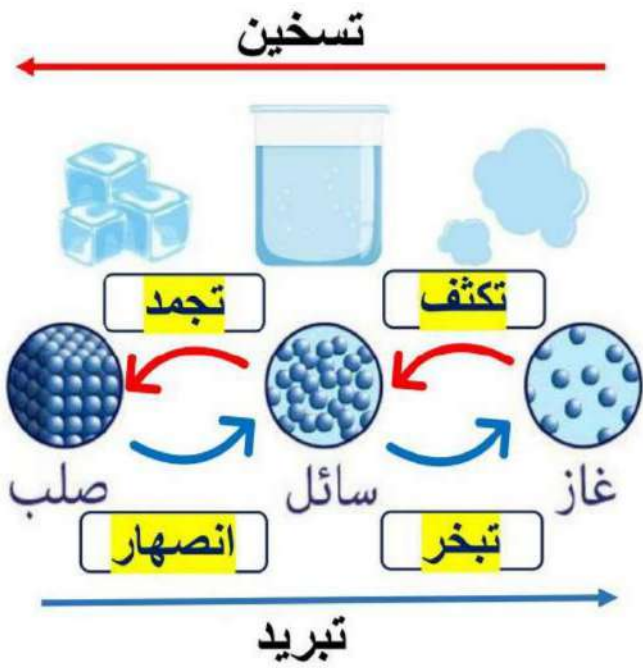 تسخين
تكثف
تجمد
غاز
سائل
صلب
تبخر
انصهار
تبريد